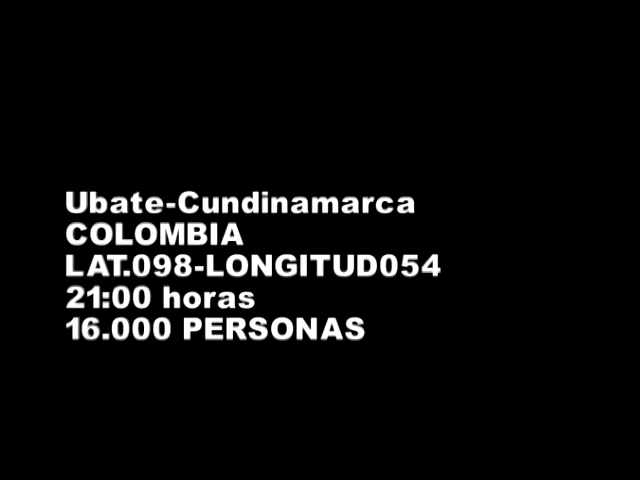 Ubate-Cundinamarca
COLOMBIA
LAT.098-LONGITUD054
21:00 horas
16.000 PERSONAS